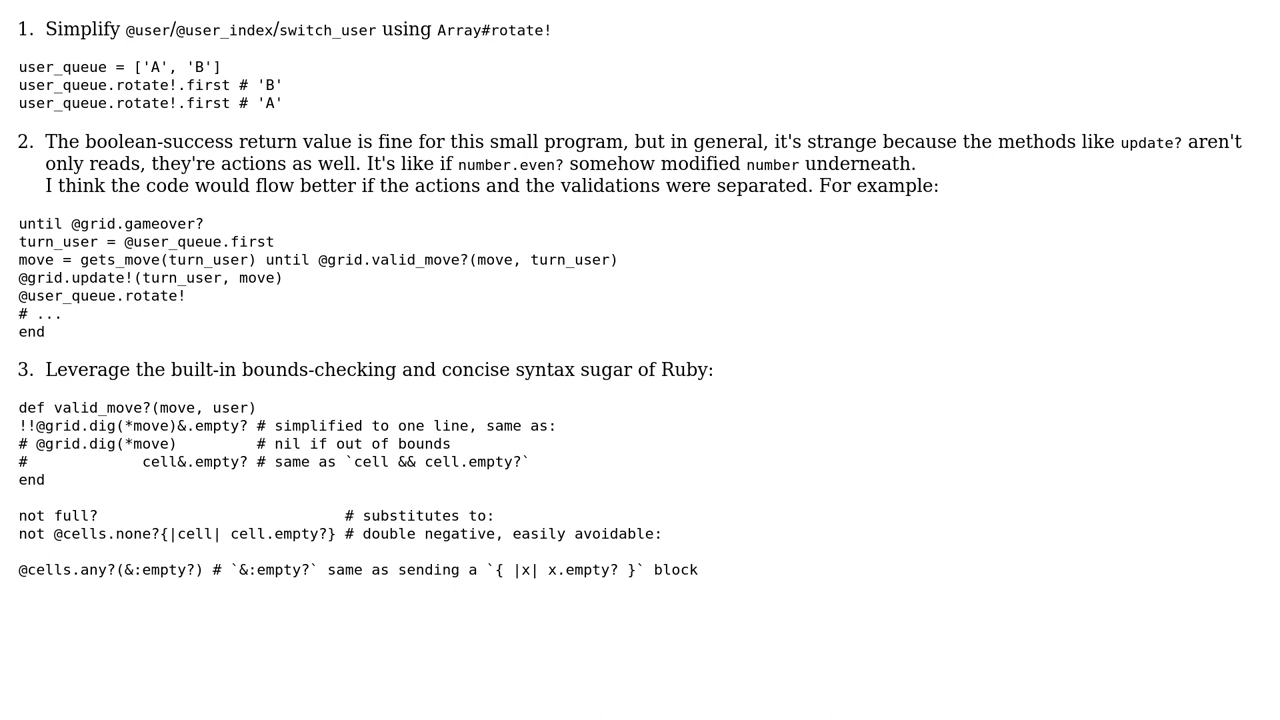 1. Simplify @user/@user_index/switch_user using Array#rotate!
user_queue = ['A', 'B']
user_queue.rotate!.first # 'B'
user_queue.rotate!.first # 'A'
2. The boolean-success return value is fine for this small program, but in general, it's strange because the methods like update? aren't
only reads, they're actions as well. It's like if number.even? somehow modified number underneath.
I think the code would flow better if the actions and the validations were separated. For example:
until @grid.gameover?
turn_user = @user_queue.first
move = gets_move(turn_user) until @grid.valid_move?(move, turn_user)
@grid.update!(turn_user, move)
@user_queue.rotate!
# ...
end
3. Leverage the built-in bounds-checking and concise syntax sugar of Ruby:
def valid_move?(move, user)
!!@grid.dig(*move)&.empty? # simplified to one line, same as:
# @grid.dig(*move)         # nil if out of bounds
#             cell&.empty? # same as `cell && cell.empty?`
end
not full?                            # substitutes to:
not @cells.none?{|cell| cell.empty?} # double negative, easily avoidable:
@cells.any?(&:empty?) # `&:empty?` same as sending a `{ |x| x.empty? }` block